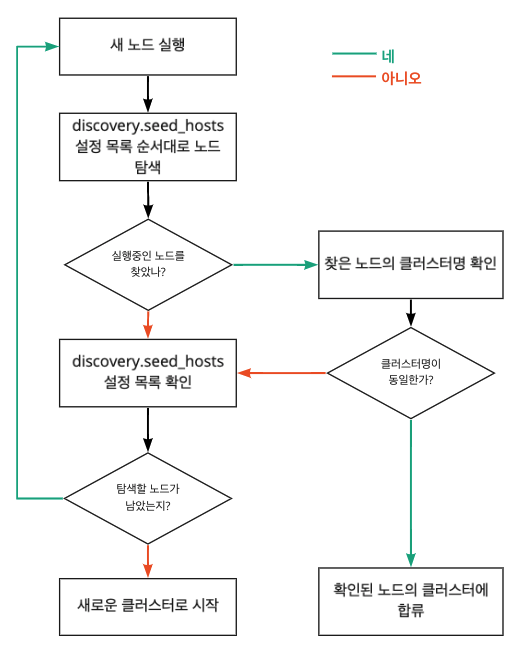 새 노드 실행
네
아니오
discovery.seed_hosts
설정 목록 순서대로 노드
탐색
실행중인 노드를
찾았나?
찾은 노드의 클러스터명 확인
discovery.seed_hosts
설정 목록 확인
클러스터명이
동일한가?
탐색할 노드가
남았는지?
새로운 클러스터로 시작
확인된 노드의 클러스터에
합류